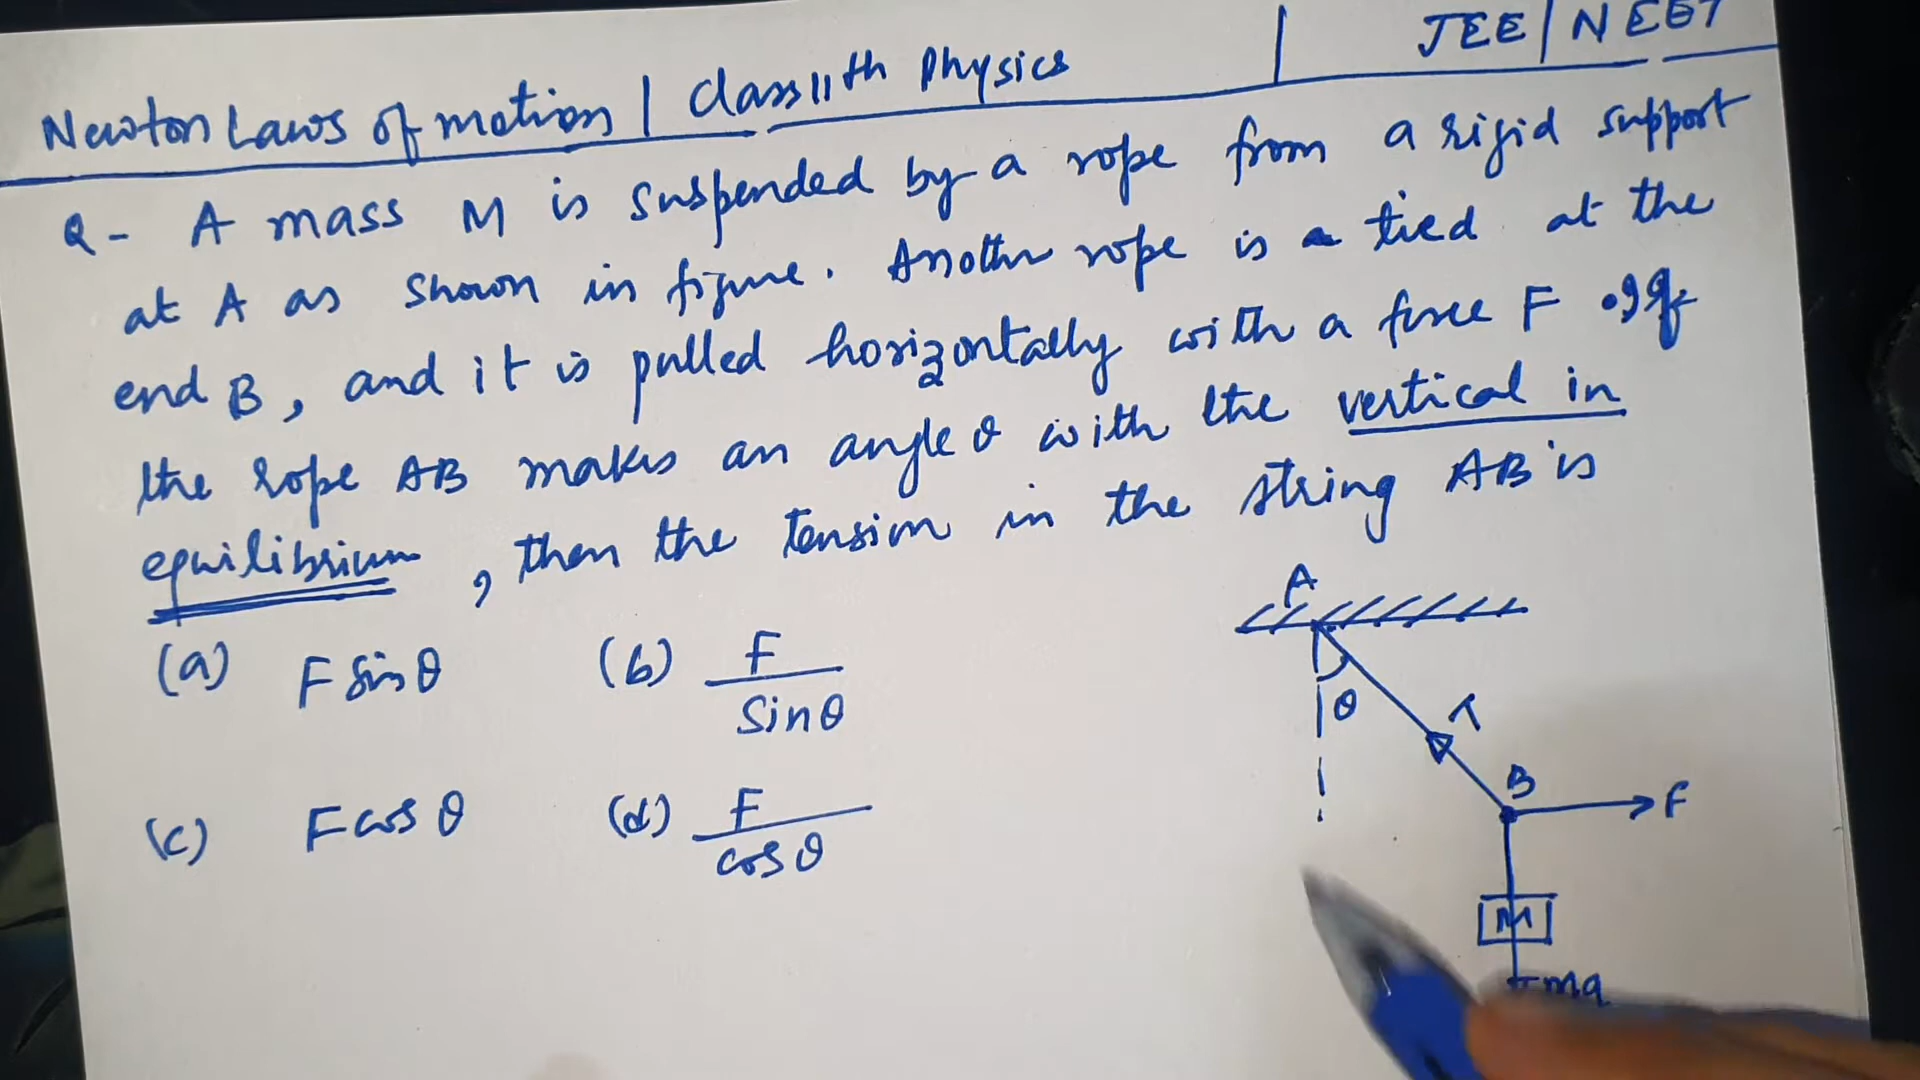 Newton Laws of motion | Class 11th Physics | JEE/NEET
Q- A mass M is suspended by a rope from a rigid support
at A as shown in figure. Another rope is a tied at the
end B, and it is pulled horizontally with a force F. If
the rope AB makes an angle θ with the vertical in
equilibrium, then the tension in the string AB is
(a) F Sin θ (b) F / Sin θ
(c) F cos θ (d) F / cos θ
A
θ
T
B
F
M
mg